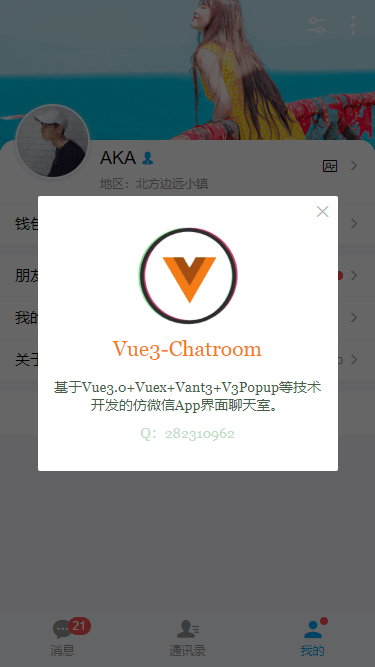 AKA
地区：北方边远小镇
钱包
朋友
我的
关于
Vue3-Chatroom
基于Vue3.0+Vuex+Vant3+V3Popup等技术
开发的仿微信App界面聊天室。
Q：282310962
21
消息
通讯录
我的